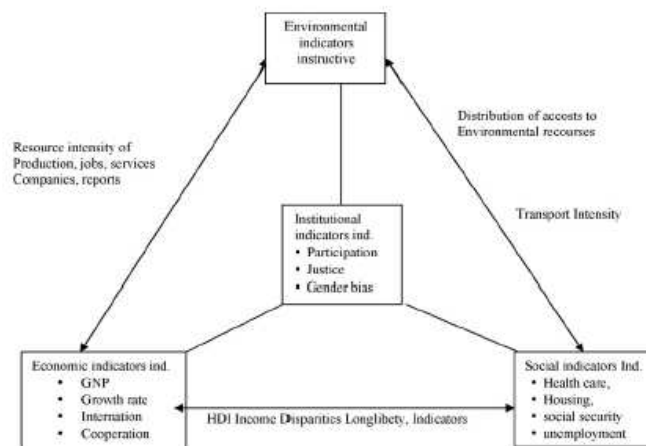 Environmental
indicators
instructive
Distribution of accosts to
Environmental recourses
Resource intensity of
Production, jobs, services
Companies, reports
Transport Intensity
Institutional
indicators ind.
• Participation
• Justice
• Gender bias
Economic indicators ind.
• GNP
• Growth rate
• Internation
• Cooperation
HDI Income Disparities Longlibety, Indicators
Social indicators Ind.
• Health care,
• Housing,
• social security
• unemployment